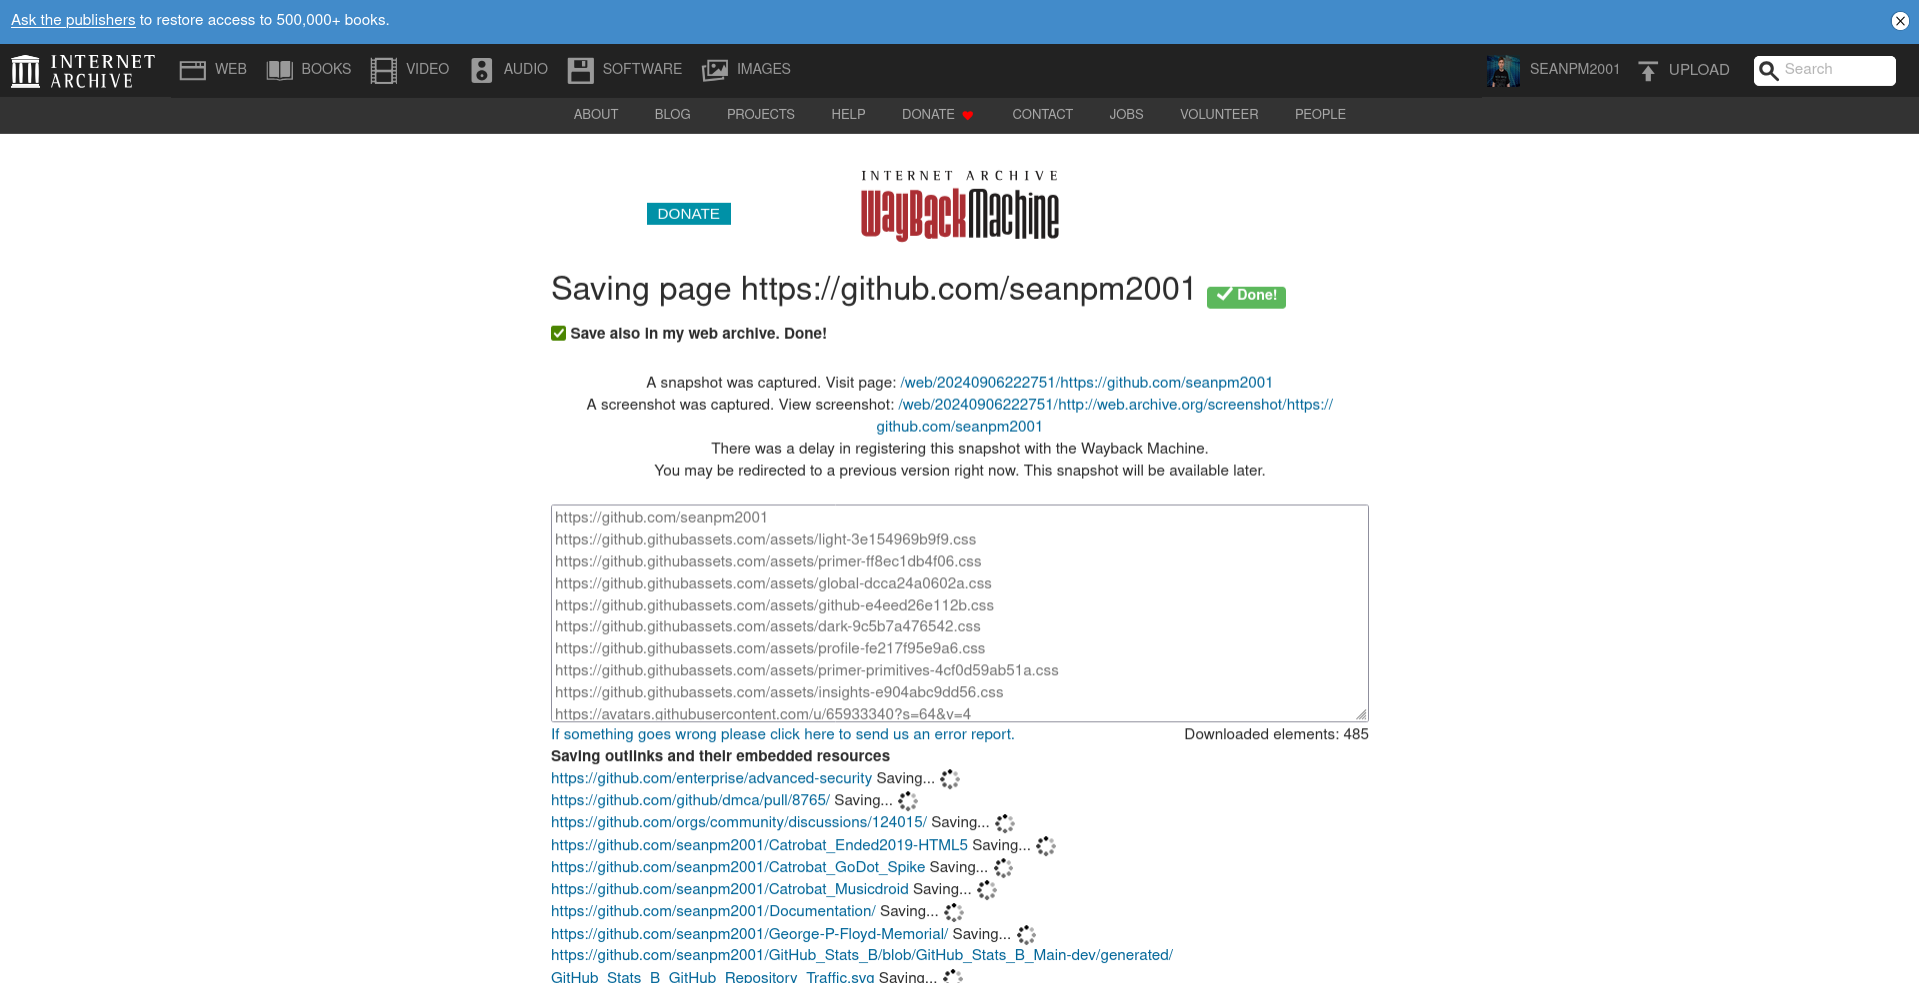 Ask the publishers to restore access to 500,000+ books.
INTERNET ARCHIVE
WEB BOOKS VIDEO AUDIO SOFTWARE IMAGES SEANPM2001 UPLOAD Search
ABOUT BLOG PROJECTS HELP DONATE CONTACT JOBS VOLUNTEER PEOPLE
INTERNET ARCHIVE
WayBackMachine
DONATE
Saving page https://github.com/seanpm2001 Done!
Save also in my web archive. Done!
A snapshot was captured. Visit page: /web/20240906222751/https://github.com/seanpm2001
A screenshot was captured. View screenshot: /web/20240906222751/http://web.archive.org/screenshot/https://
github.com/seanpm2001
There was a delay in registering this snapshot with the Wayback Machine.
You may be redirected to a previous version right now. This snapshot will be available later.
https://github.com/seanpm2001
https://github.githubassets.com/assets/light-3e154969b9f9.css
https://github.githubassets.com/assets/primer-ff8ec1db4f06.css
https://github.githubassets.com/assets/global-dcca24a0602a.css
https://github.githubassets.com/assets/github-e4eed26e112b.css
https://github.githubassets.com/assets/dark-9c5b7a476542.css
https://github.githubassets.com/assets/profile-fe217f95e9a6.css
https://github.githubassets.com/assets/primer-primitives-4cf0d59ab51a.css
https://github.githubassets.com/assets/insights-e904abc9dd56.css
https://avatars.githubusercontent.com/u/65933340?s=64&v=4
If something goes wrong please click here to send us an error report. Downloaded elements: 485
Saving outlinks and their embedded resources
https://github.com/enterprise/advanced-security Saving...
https://github.com/github/dmca/pull/8765/ Saving...
https://github.com/orgs/community/discussions/124015/ Saving...
https://github.com/seanpm2001/Catrobat_Ended2019-HTML5 Saving...
https://github.com/seanpm2001/Catrobat_GoDot_Spike Saving...
https://github.com/seanpm2001/Catrobat_Musicdroid Saving...
https://github.com/seanpm2001/Documentation/ Saving...
https://github.com/seanpm2001/George-P-Floyd-Memorial/ Saving...
https://github.com/seanpm2001/GitHub_Stats_B/blob/GitHub_Stats_B_Main-dev/generated/
GitHub_Stats_B_GitHub_Repository_Traffic.svg Saving...